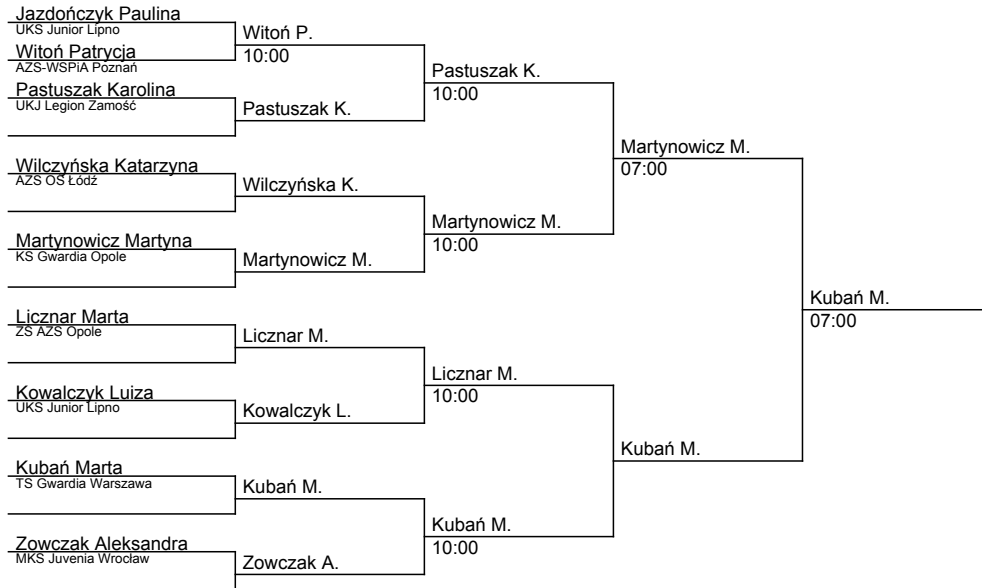 Jazdończyk Paulina
UKS Junior Lipno
Witoń Patrycja
AZS-WSPiA Poznań
Pastuszak Karolina
UKJ Legion Zamość
Wilczyńska Katarzyna
AZS OŚ Łódź
Martynowicz Martyna
KS Gwardia Opole
Licznar Marta
ZS AZS Opole
Kowalczyk Luiza
UKS Junior Lipno
Kubań Marta
TS Gwardia Warszawa
Zowczak Aleksandra
MKS Juvenia Wrocław
Witoń P.
10:00
Pastuszak K.
Wilczyńska K.
Martynowicz M.
Licznar M.
Kowalczyk L.
Kubań M.
Zowczak A.
Pastuszak K.
10:00
Martynowicz M.
10:00
Licznar M.
10:00
Kubań M.
10:00
Martynowicz M.
07:00
Kubań M.
Kubań M.
07:00